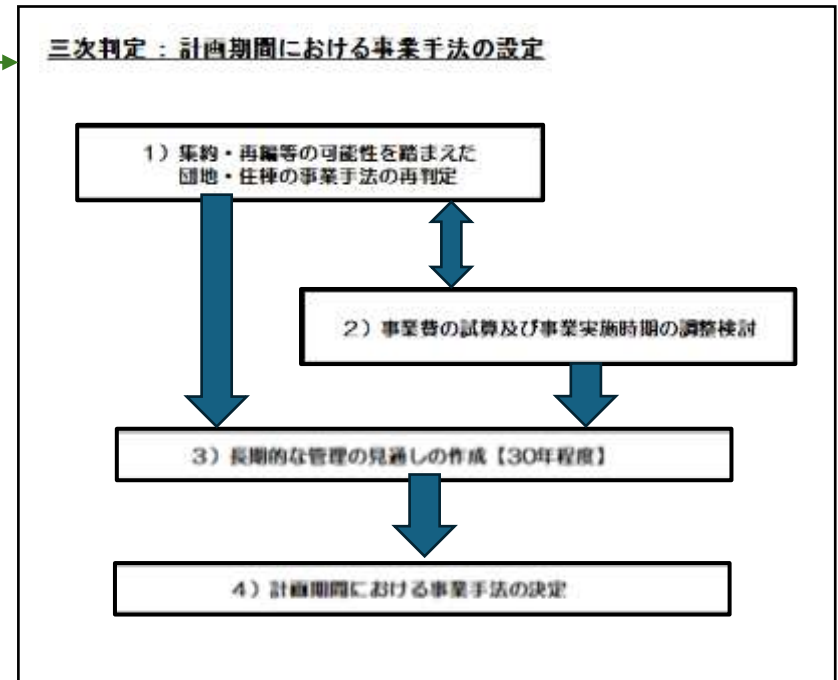 三次判定 : 計画期間における事業手法の設定
1) 集約・再編等の可能性を踏まえた
団地・住棟の事業手法の再判定
2) 事業費の試算及び事業実施時期の調整検討
3) 長期的な管理の見通しの作成【30年程度】
4) 計画期間における事業手法の決定